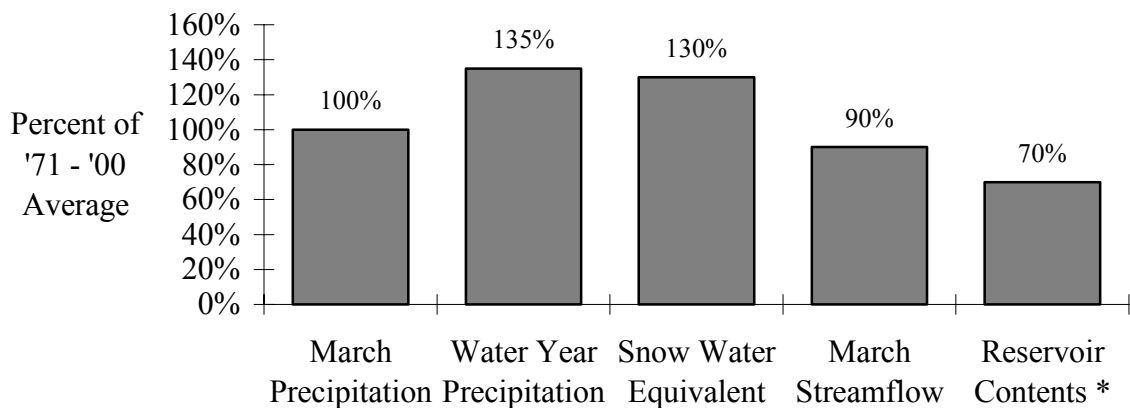 160%
140%
120%
100%
80%
60%
40%
20%
0%
Percent of
'71 - '00
Average
100%
135%
130%
90%
70%
March
Precipitation
Water Year
Precipitation
Snow Water
Equivalent
March
Streamflow
Reservoir
Contents *